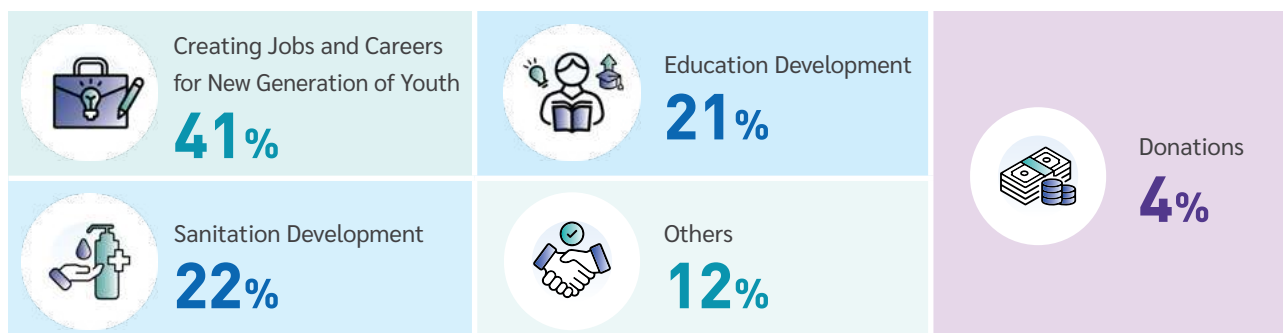 Creating Jobs and Careers
for New Generation of Youth
41%
Education Development
21%
Donations
4%
Sanitation Development
22%
Others
12%